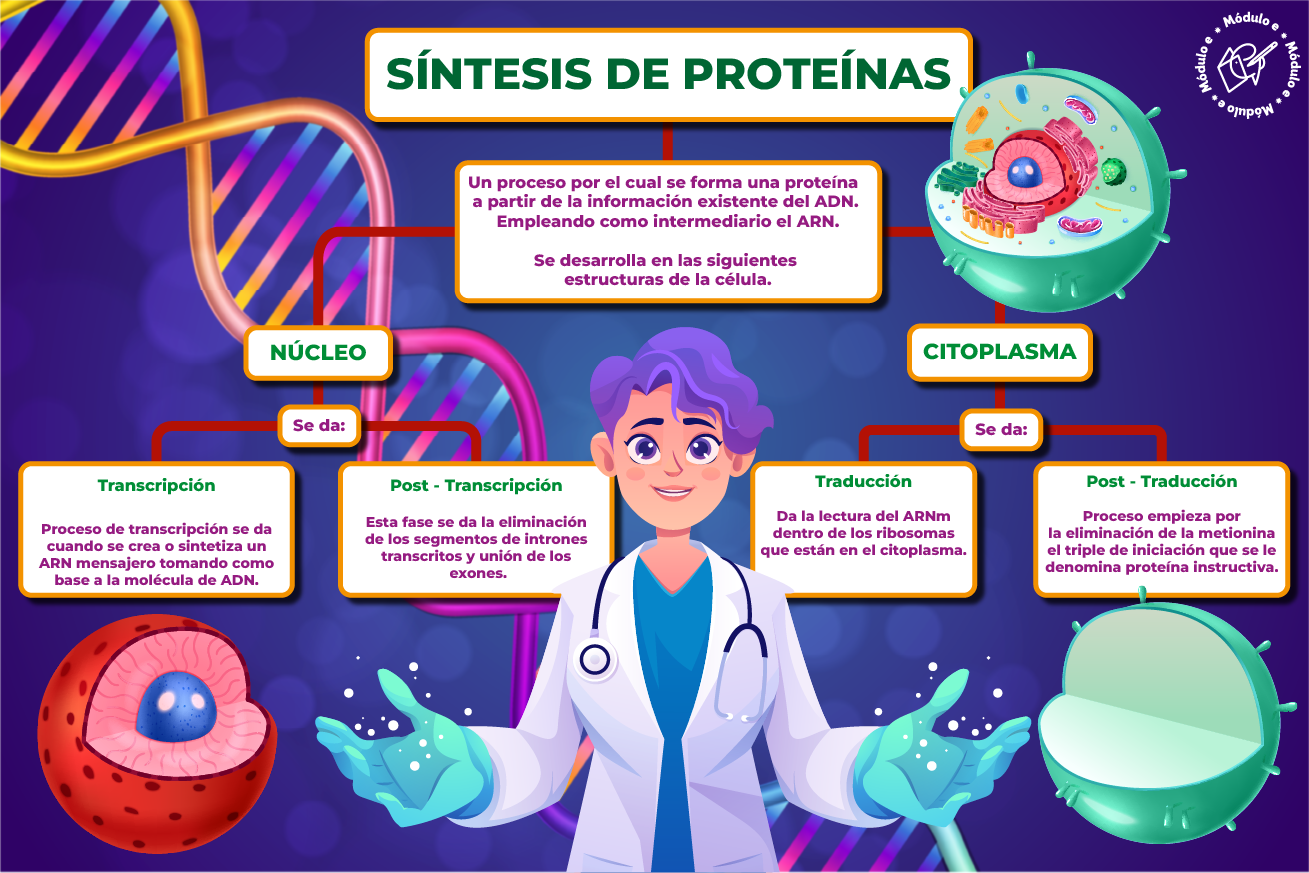 SÍNTESIS DE PROTEÍNAS
Módulo e * Módulo e * Módulo e * Módulo e *
Un proceso por el cual se forma una proteína
a partir de la información existente del ADN.
Empleando como intermediario el ARN.
Se desarrolla en las siguientes
estructuras de la célula.
NÚCLEO
CITOPLASMA
Se da:
Se da:
Transcripción
Proceso de transcripción se da
cuando se crea o sintetiza un
ARN mensajero tomando como
base a la molécula de ADN.
Post - Transcripción
Esta fase se da la eliminación
de los segmentos de intrones
transcritos y unión de los
exones.
Traducción
Da la lectura del ARNm
dentro de los ribosomas
que están en el citoplasma.
Post - Traducción
Proceso empieza por
la eliminación de la metionina
el triple de iniciación que se le
denomina proteína instructiva.